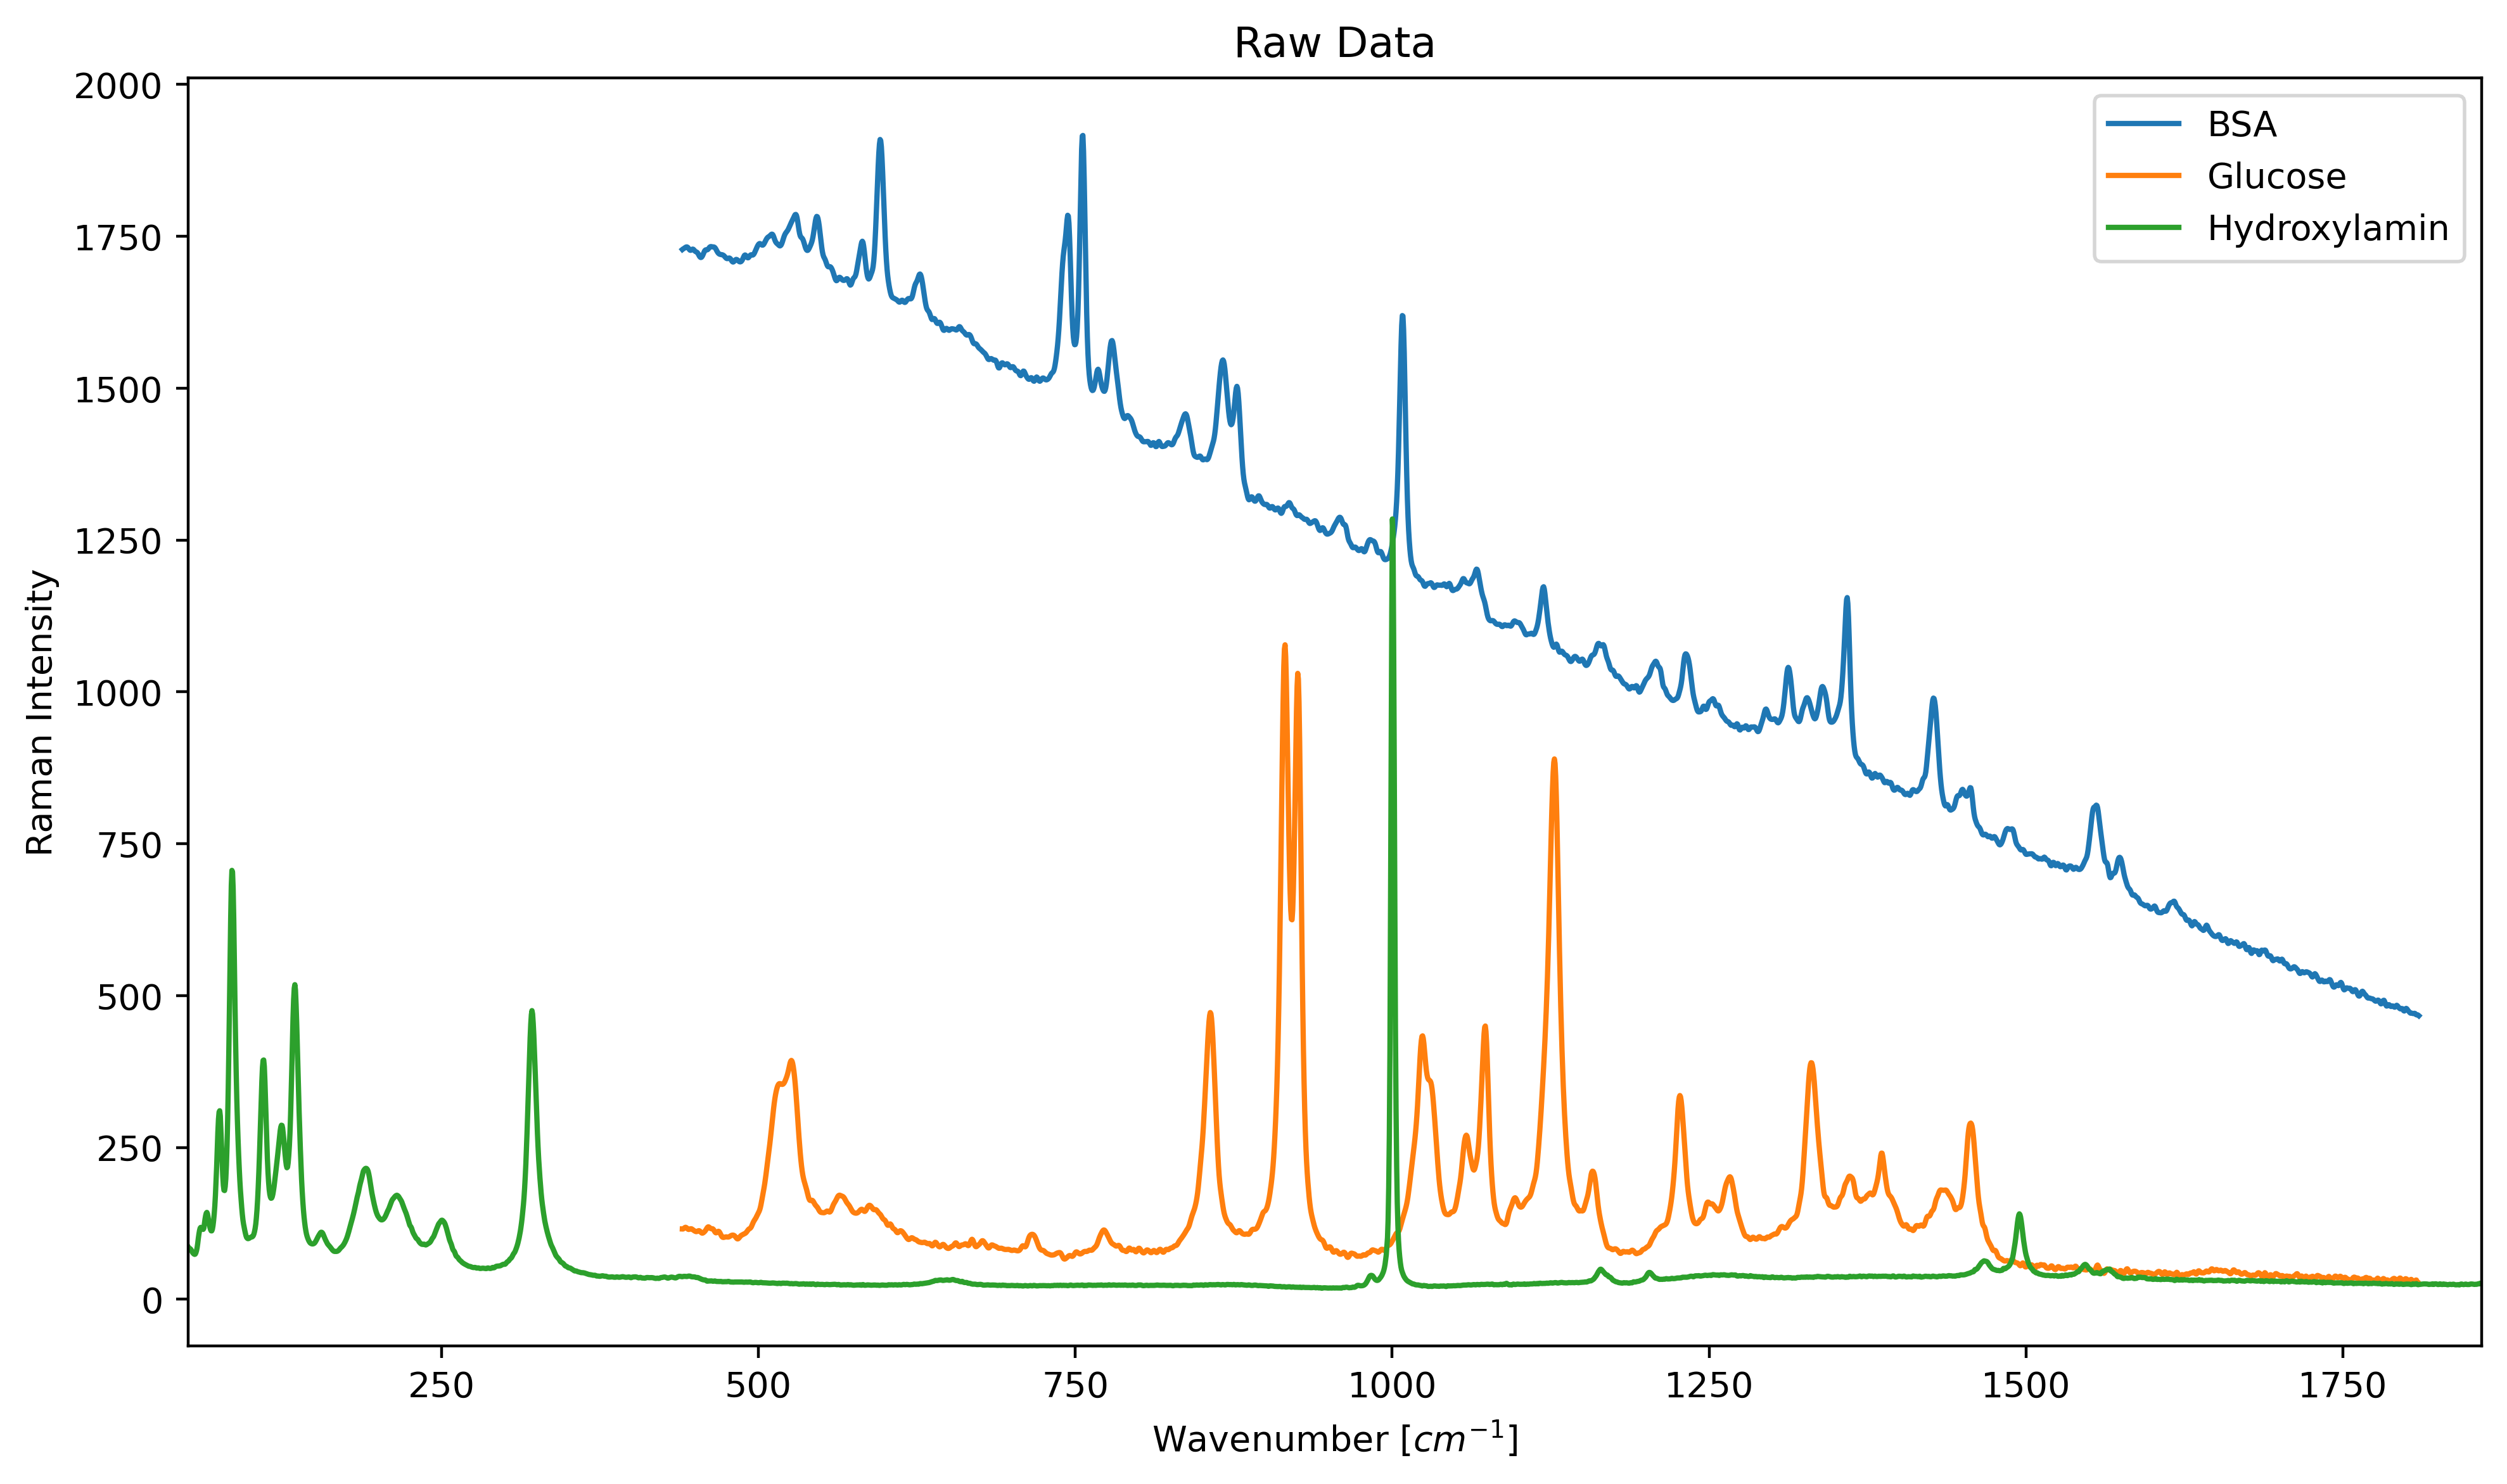 Raw Data
BSA
Glucose
Hydroxylamin
Raman Intensity
2000
1750
1500
1250
1000
750
500
250
0
250 500 750 1000 1250 1500 1750
Wavenumber [cm⁻¹]